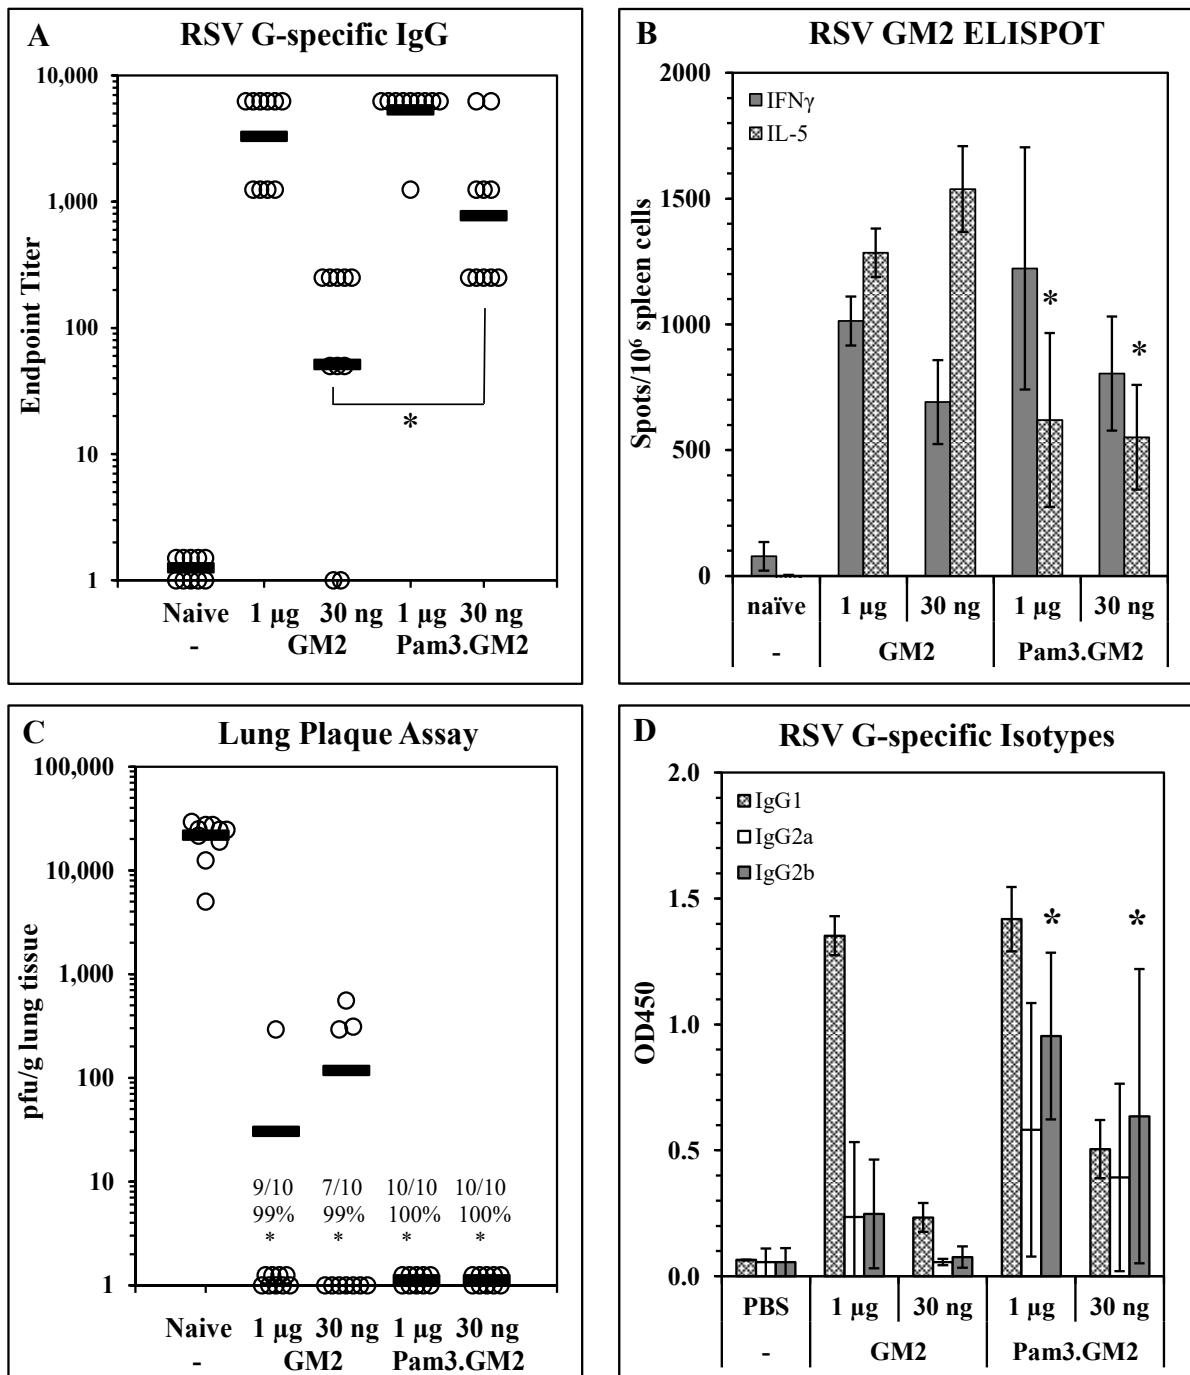 A
RSV G-specific IgG
10,000
1,000
100
10
1
Endpoint Titer
*
Naive 1 µg 30 ng 1 µg 30 ng
- GM2 Pam3.GM2
B
RSV GM2 ELISPOT
2000
1500
1000
500
0
Spots/10⁶ spleen cells
IFNγ
IL-5
*
*
naïve 1 µg 30 ng 1 µg 30 ng
- GM2 Pam3.GM2
C
Lung Plaque Assay
100,000
10,000
1,000
100
10
1
pfu/g lung tissue
9/10 7/10 10/10 10/10
99% 99% 100% 100%
* * * *
Naive 1 µg 30 ng 1 µg 30 ng
- GM2 Pam3.GM2
D
RSV G-specific Isotypes
2.0
1.5
1.0
0.5
0.0
OD450
IgG1
IgG2a
IgG2b
* *
PBS 1 µg 30 ng 1 µg 30 ng
- GM2 Pam3.GM2